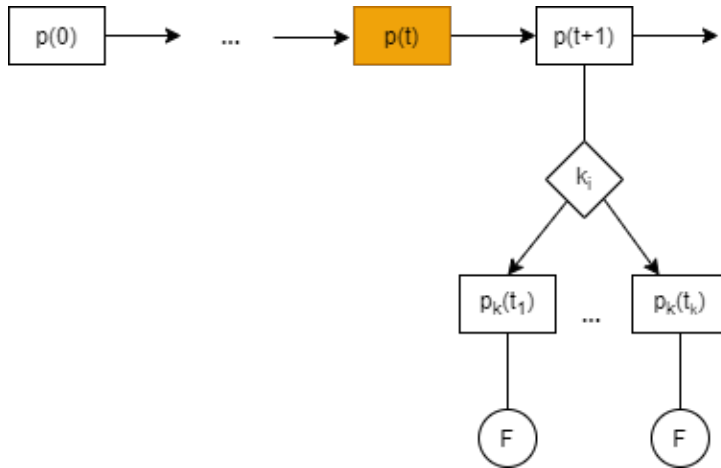 p(0) ... p(t) p(t+1)
kᵢ
pₖ(t₁) ... pₖ(tₖ)
F F